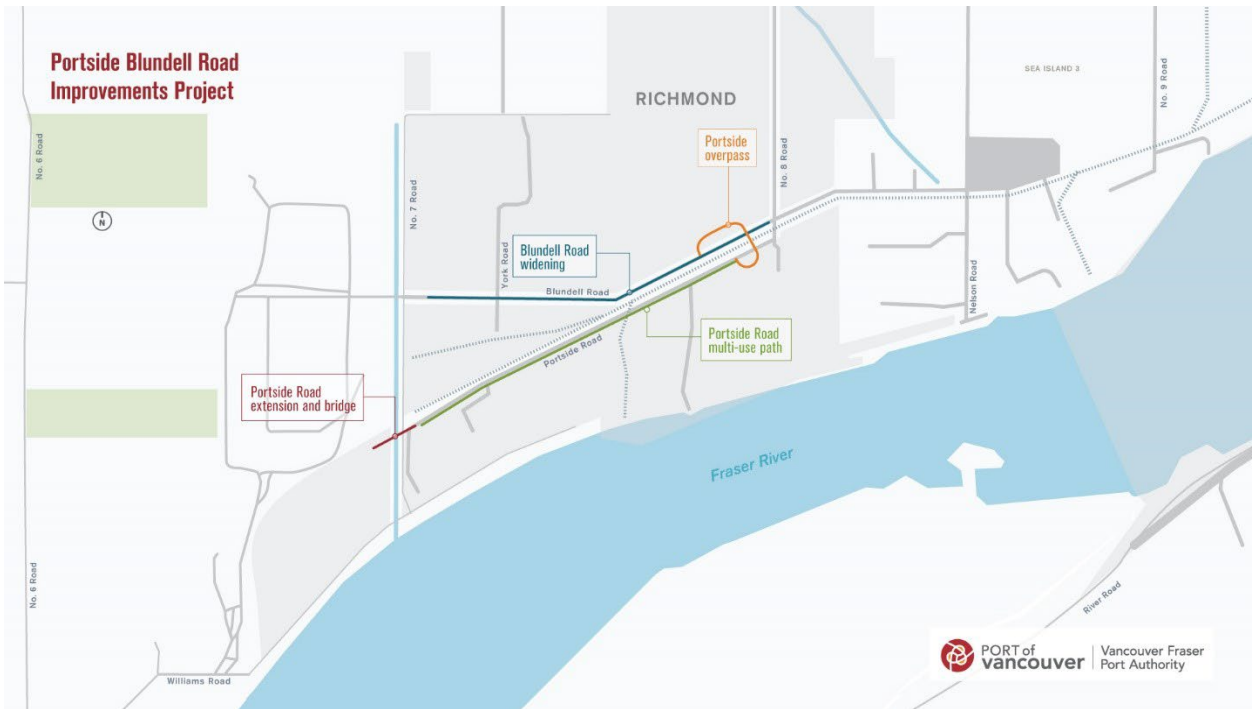 Portside Blundell Road
Improvements Project
RICHMOND
SEA ISLAND 3
No. 9 Road
No. 6 Road
Portside
overpass
No. 8 Road
N
No. 7 Road
York Road
Blundell Road
widening
Blundell Road
Nelson Road
Portside Road
multi-use path
Portside Road
Portside Road
extension and bridge
Fraser River
No. 6 Road
River Road
Williams Road
PORT of
vancouver
Vancouver Fraser
Port Authority